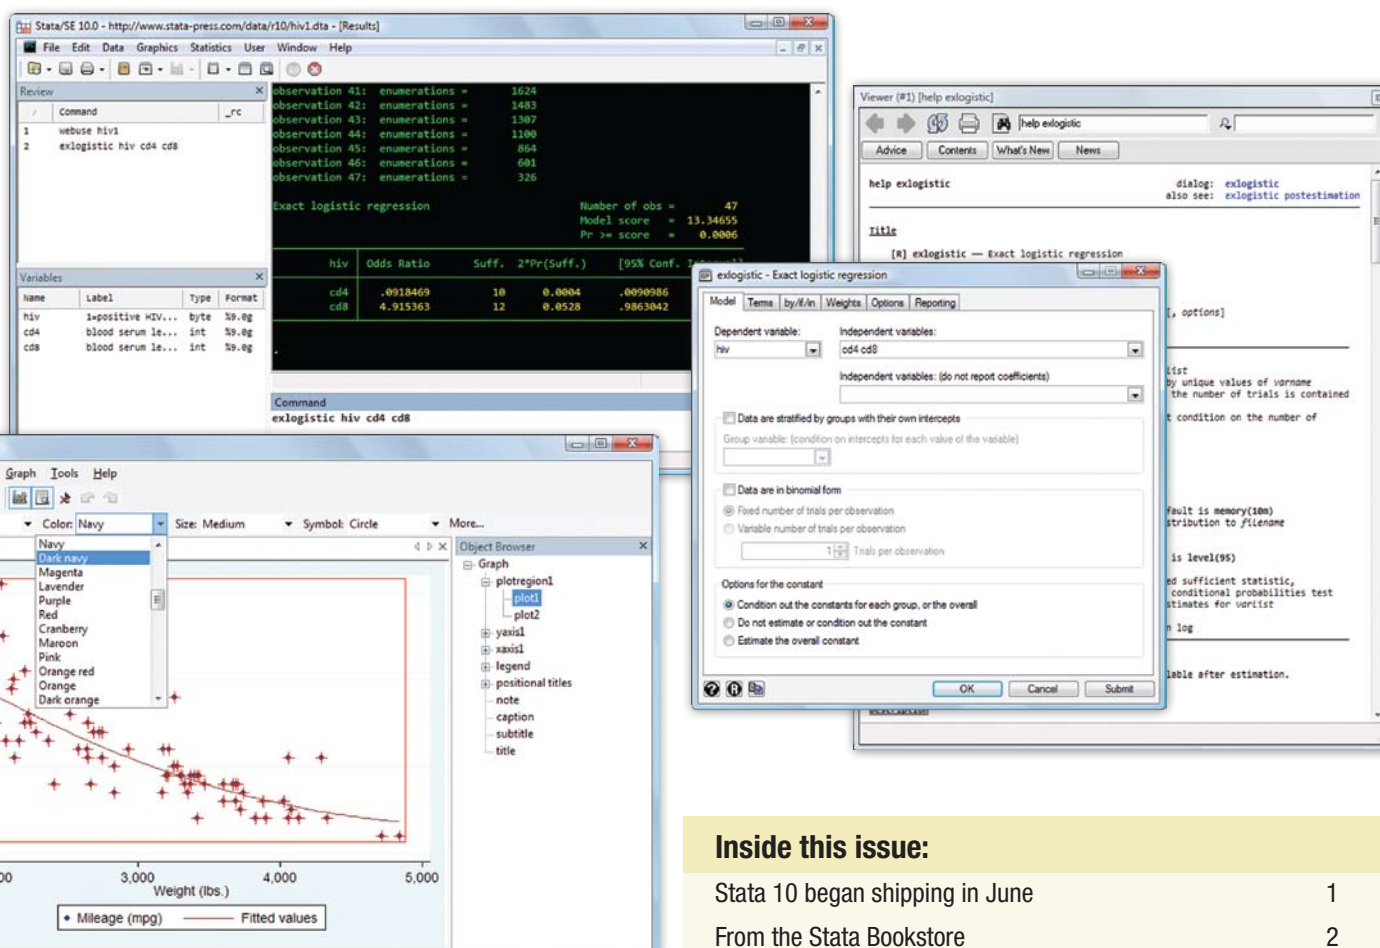 Stata/SE 10.0 - http://www.stata-press.com/data/r10/hiv1.dta - [Results]
File Edit Data Graphics Statistics User Window Help
Review
Command _rc
1 webuse hiv1
2 exlogistic hiv cd4 cd8
Variables
Name Label Type Format
hiv 1=positive HIV... byte %9.0g
cd4 blood serum le... int %9.0g
cd8 blood serum le... int %9.0g
observation 41: enumerations = 1624
observation 42: enumerations = 1483
observation 43: enumerations = 1307
observation 44: enumerations = 1100
observation 45: enumerations = 864
observation 46: enumerations = 601
observation 47: enumerations = 326
Exact logistic regression Number of obs = 47
Model score = 13.34655
Pr >= score = 0.0006
hiv Odds Ratio Suff. 2*Pr(Suff.) [95% Conf.
cd4 .0918469 10 0.0004 .0090986
cd8 4.915363 12 0.0528 .9863042
.
Command
exlogistic hiv cd4 cd8
Viewer (#1) [help exlogistic]
help exlogistic
Advice Contents What's New News
help exlogistic dialog: exlogistic
also see: exlogistic postestimation
Title
[R] exlogistic — Exact logistic regression
[, options]
by unique values of varname
the number of trials is contained
condition on the number of
fault is memory(10m)
stribution to filename
is level(95)
ed sufficient statistic,
conditional probabilities test
stimates for varlist
n log
lable after estimation.
exlogistic - Exact logistic regression
Model Terms by/if/in Weights Options Reporting
Dependent variable: Independent variables:
hiv cd4 cd8
Independent variables: (do not report coefficients)
Data are stratified by groups with their own intercepts
Group variable: (condition on intercepts for each value of the variable)
Data are in binomial form
Fixed number of trials per observation
Variable number of trials per observation
1 Trials per observation
Options for the constant
Condition out the constants for each group, or the overall
Do not estimate or condition out the constant
Estimate the overall constant
OK Cancel Submit
Graph Tools Help
Color: Navy Size: Medium Symbol: Circle More...
Navy
Dark navy
Magenta
Lavender
Purple
Red
Cranberry
Maroon
Pink
Orange red
Orange
Dark orange
Object Browser
Graph
plotregion1
plot1
plot2
yaxis1
xaxis1
legend
positional titles
note
caption
subtitle
title
00 3,000 4,000 5,000
Weight (lbs.)
Mileage (mpg) Fitted values
Inside this issue:
Stata 10 began shipping in June 1
From the Stata Bookstore 2